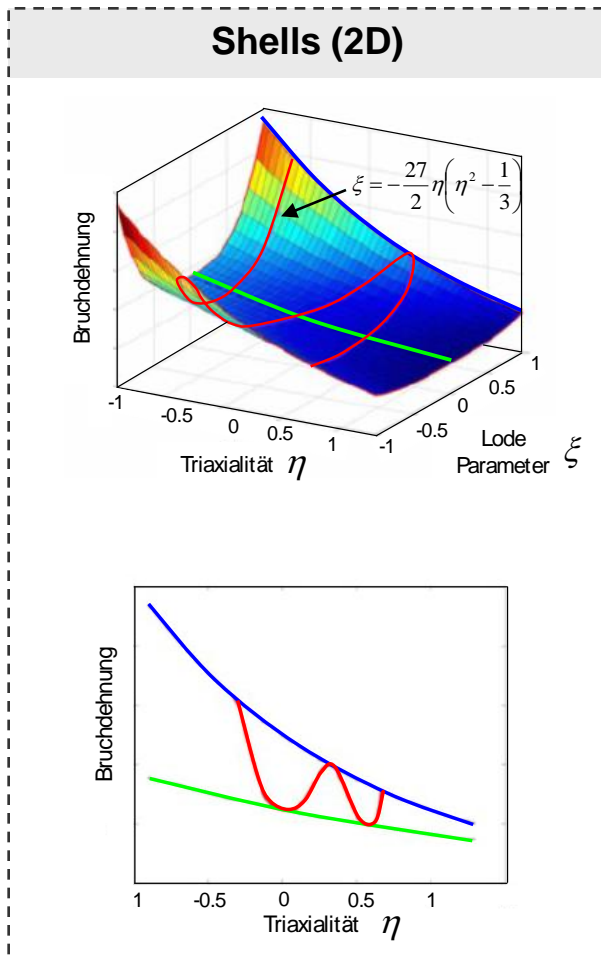 Shells (2D)
ξ = -27/2 η(η² - 1/3)
Bruchdehnung
-1
-0.5
0
0.5
1
Triaxialität η
-1
-0.5
0
0.5
1
Lode
Parameter ξ
Bruchdehnung
1
-0.5
0
0.5
1
Triaxialität η